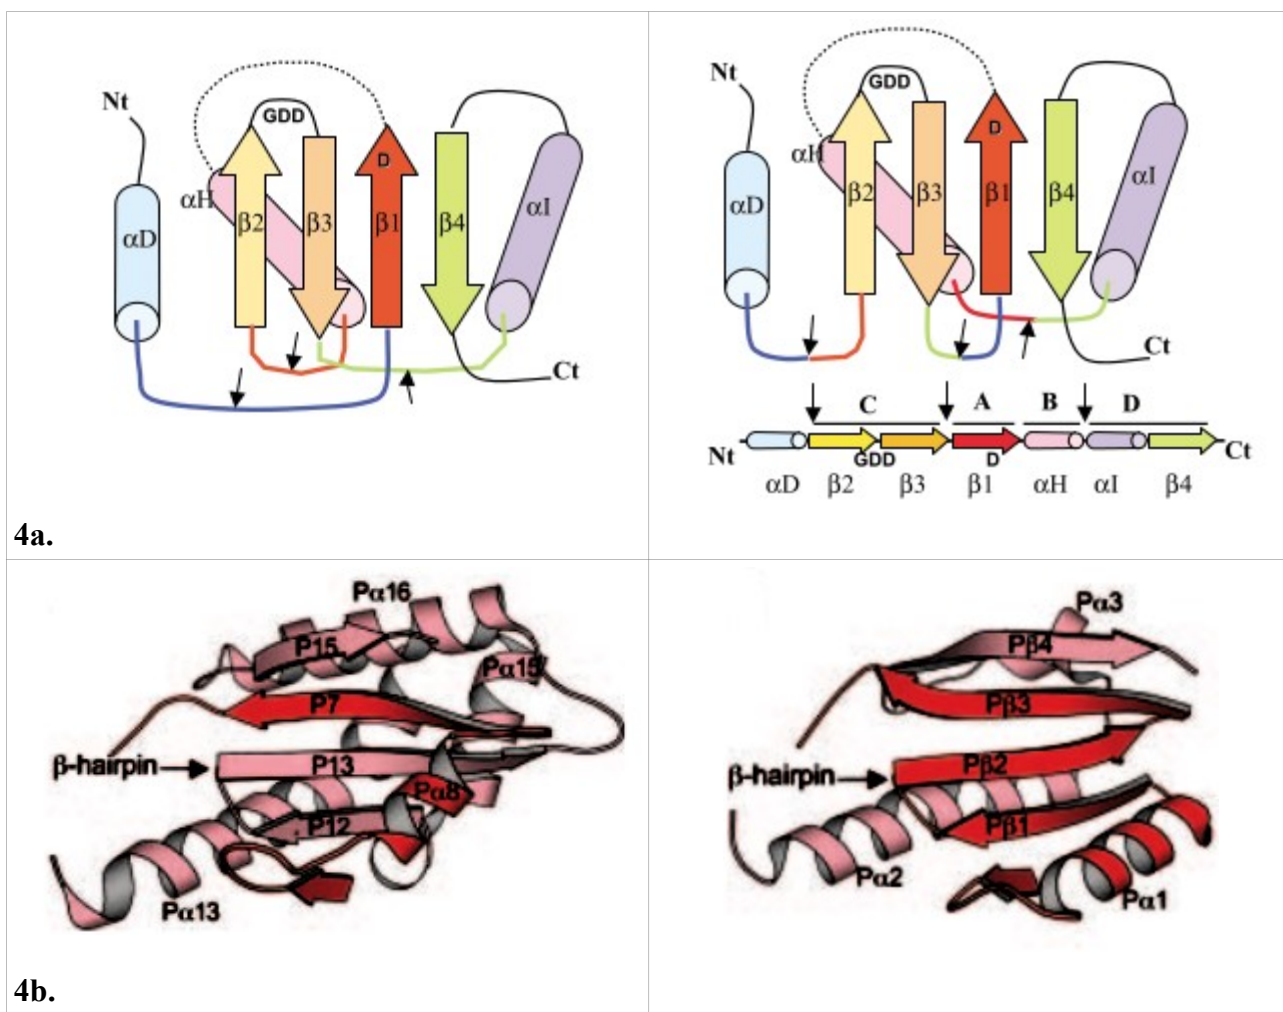 Nt
GDD
D
αH
αD
β2
β3
β1
β4
αI
Ct
4a.
Nt
GDD
D
αH
αD
β2
β3
β1
β4
αI
Ct
C A B D
Nt
GDD
D
Ct
αD β2 β3 β1 αH αI β4
Pα16
P15
Pα15
P7
β-hairpin
P13
Pα8
P12
Pα13
4b.
Pα3
Pβ4
Pβ3
Pβ2
β-hairpin
Pβ1
Pα2
Pα1